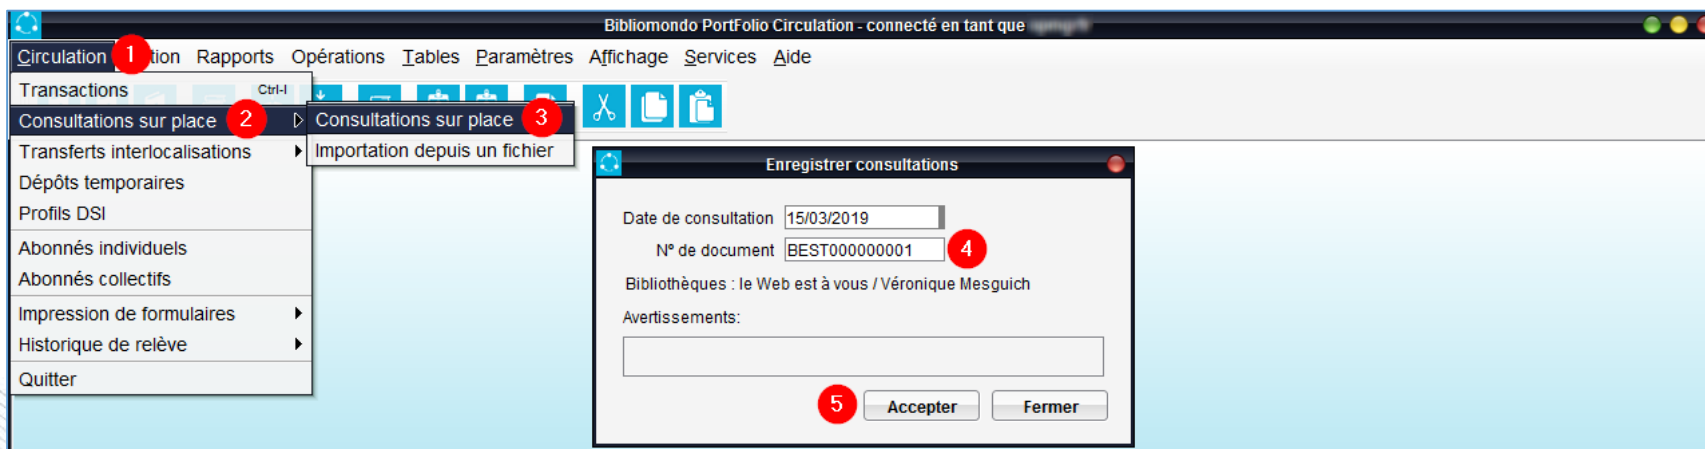 Bibliomondo PortFolio Circulation - connecté en tant que
Circulation 1 tion Rapports Opérations Tables Paramètres Affichage Services Aide
Transactions Ctrl-I
Consultations sur place 2 Consultations sur place 3
Transferts interlocalisations Importation depuis un fichier
Dépôts temporaires
Profils DSI
Abonnés individuels
Abonnés collectifs
Impression de formulaires
Historique de relève
Quitter
Enregistrer consultations
Date de consultation 15/03/2019
Nº de document BEST000000001 4
Bibliothèques : le Web est à vous / Véronique Mesguich
Avertissements:
5 Accepter Fermer